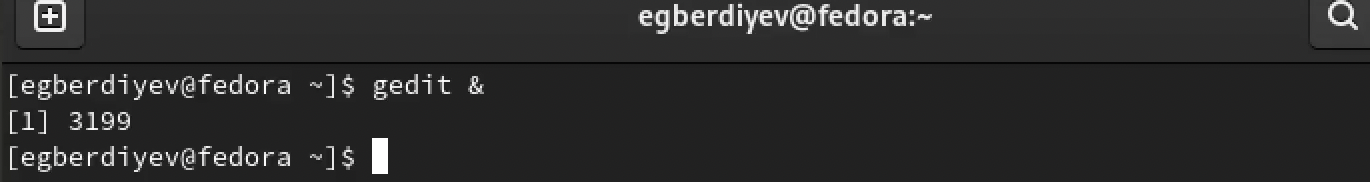 egberdiyev@fedora:~
[egberdiyev@fedora ~]$ gedit &
[1] 3199
[egberdiyev@fedora ~]$